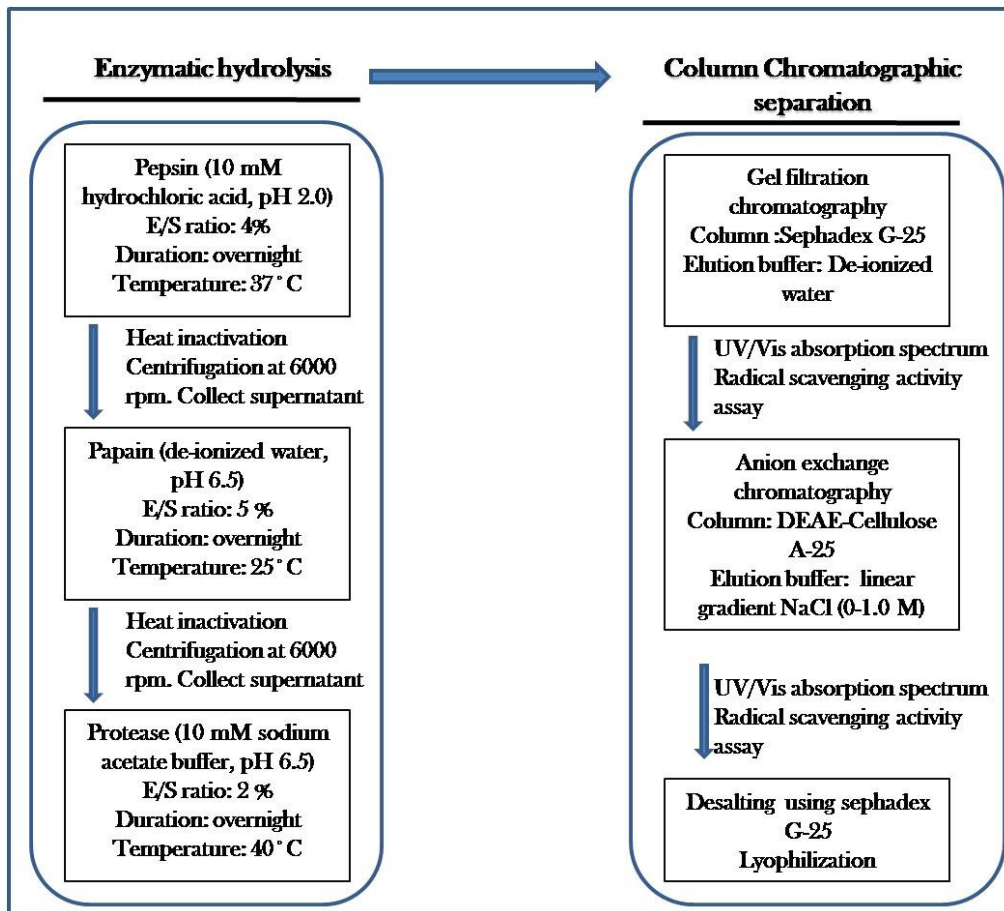 Enzymatic hydrolysis
Pepsin (10 mM
hydrochloric acid, pH 2.0)
E/S ratio: 4%
Duration: overnight
Temperature: 37°C
Heat inactivation
Centrifugation at 6000
rpm. Collect supernatant
Papain (de-ionized water,
pH 6.5)
E/S ratio: 5 %
Duration: overnight
Temperature: 25°C
Heat inactivation
Centrifugation at 6000
rpm. Collect supernatant
Protease (10 mM sodium
acetate buffer, pH 6.5)
E/S ratio: 2 %
Duration: overnight
Temperature: 40°C
Column Chromatographic
separation
Gel filtration
chromatography
Column :Sephadex G-25
Elution buffer: De-ionized
water
UV/Vis absorption spectrum
Radical scavenging activity
assay
Anion exchange
chromatography
Column: DEAE-Cellulose
A-25
Elution buffer: linear
gradient NaCl (0-1.0 M)
UV/Vis absorption spectrum
Radical scavenging activity
assay
Desalting using sephadex
G-25
Lyophilization